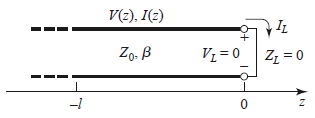 V(z), I(z)
I_L
+
Z_0, β
V_L = 0
Z_L = 0
–
–l
0
z